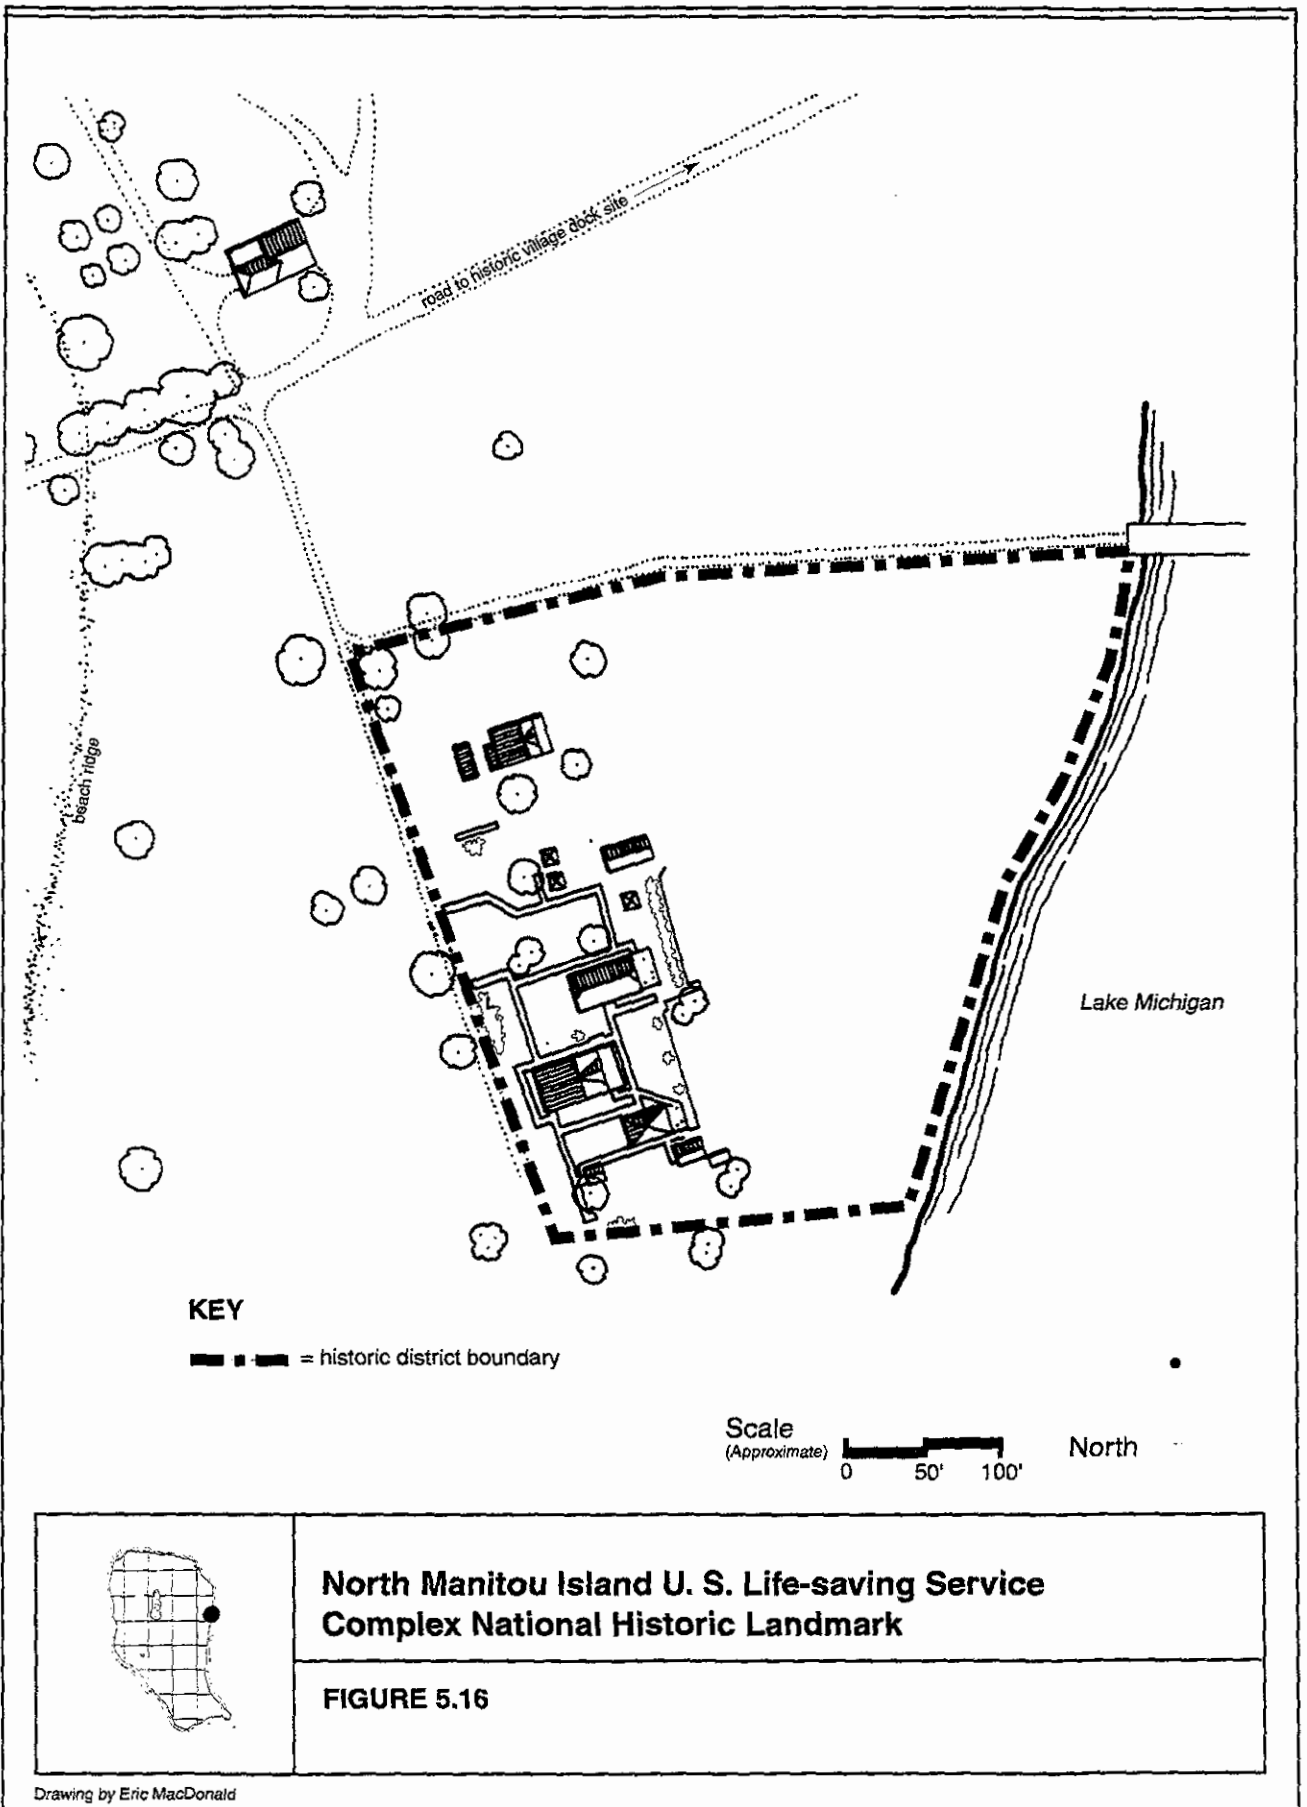 road to historic village dock site
beach ridge
Lake Michigan
KEY
= historic district boundary
Scale
(Approximate)
0 50' 100'
North
North Manitou Island U. S. Life-saving Service
Complex National Historic Landmark
FIGURE 5.16
Drawing by Eric MacDonald